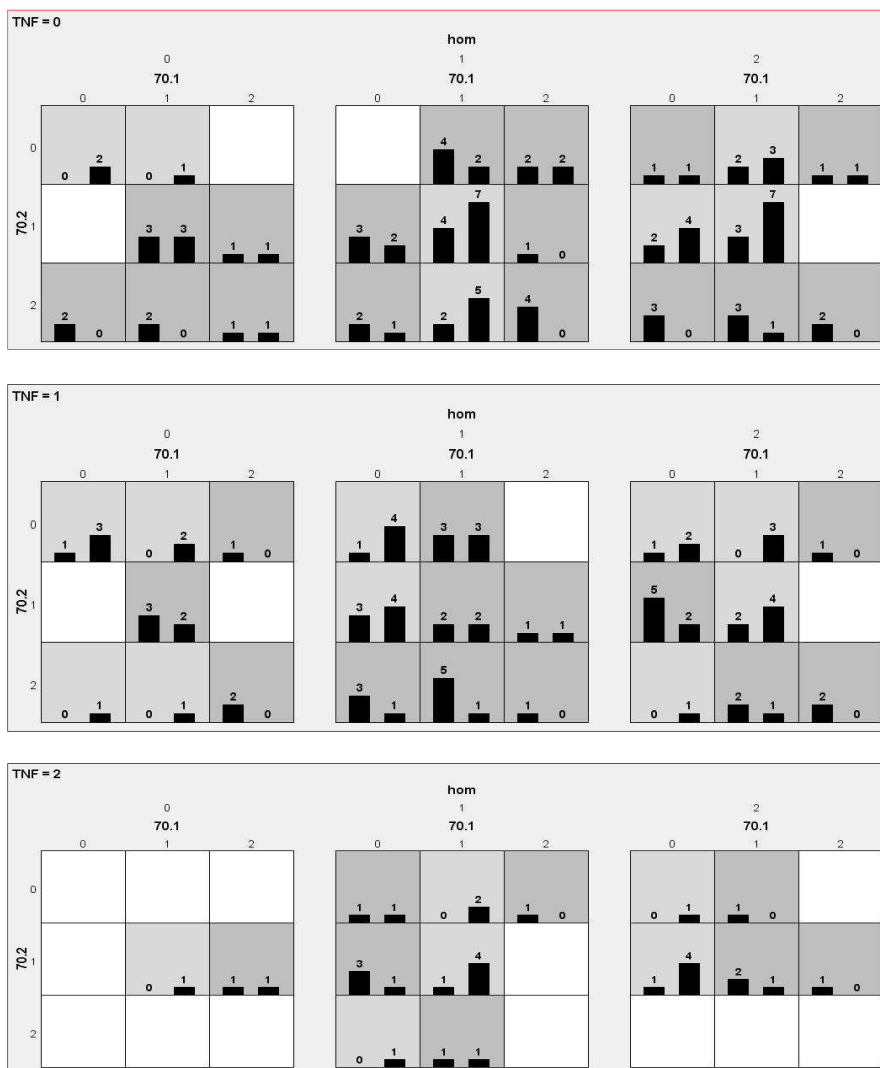 TNF = 0
hom
0 1 2
70.1 70.1 70.1
0 1 2 0 1 2 0 1 2
70.2
0
0 2 0 1 4 2 2 2 1 1 2 3 1 1
1
3 3 1 1 3 2 4 7 1 0 2 4 3 7
2
2 0 2 0 1 1 2 1 2 5 4 0 3 0 3 1 2 0
TNF = 1
hom
0 1 2
70.1 70.1 70.1
0 1 2 0 1 2 0 1 2
70.2
0
1 3 0 2 1 0 1 4 3 3 1 2 0 3 1 0
1
3 2 3 4 2 2 1 1 5 2 2 4
2
0 1 0 1 2 0 3 1 5 1 1 0 0 1 2 1 2 0
TNF = 2
hom
0 1 2
70.1 70.1 70.1
0 1 2 0 1 2 0 1 2
70.2
0
1 1 0 2 1 0 0 1 1 0
1
0 1 1 1 3 1 1 4 1 4 2 1 1 0
2
0 1 1 1